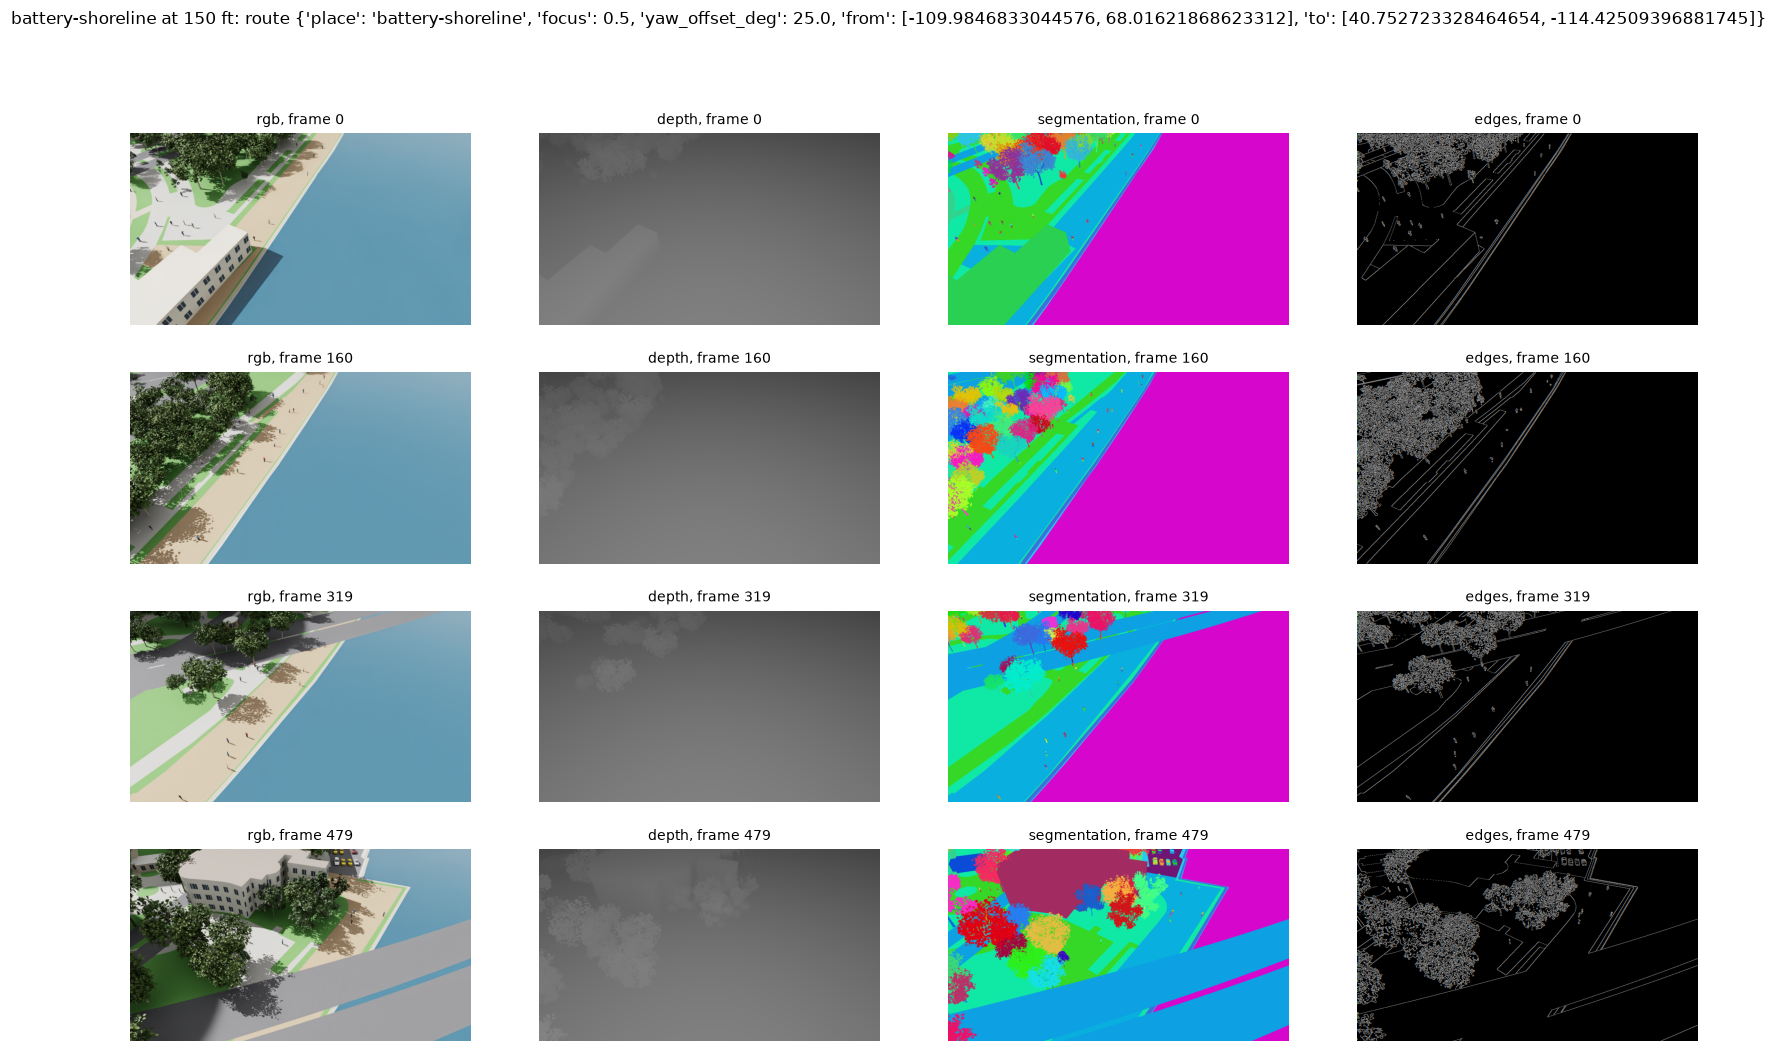 battery-shoreline at 150 ft: route {'place': 'battery-shoreline', 'focus': 0.5, 'yaw_offset_deg': 25.0, 'from': [-109.9846833044576, 68.01621868623312], 'to': [40.752723328464654, -114.42509396881745]}
rgb, frame 0
depth, frame 0
segmentation, frame 0
edges, frame 0
rgb, frame 160
depth, frame 160
segmentation, frame 160
edges, frame 160
rgb, frame 319
depth, frame 319
segmentation, frame 319
edges, frame 319
rgb, frame 479
depth, frame 479
segmentation, frame 479
edges, frame 479